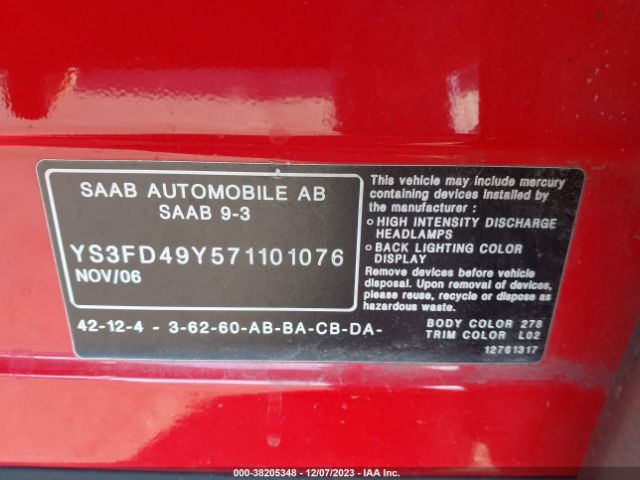 SAAB AUTOMOBILE AB
SAAB 9-3
YS3FD49Y571101076
NOV/06
42-12-4 - 3-62-60-AB-BA-CB-DA-
This vehicle may include mercury
containing devices installed by
the manufacturer:
o HIGH INTENSITY DISCHARGE
HEADLAMPS
o BACK LIGHTING COLOR
DISPLAY
Remove devices before vehicle
disposal. Upon removal of devices,
please reuse, recycle or dispose as
hazardous waste.
BODY COLOR 278
TRIM COLOR L02
12761317
000-38205348 - 12/07/2023 - IAA Inc.